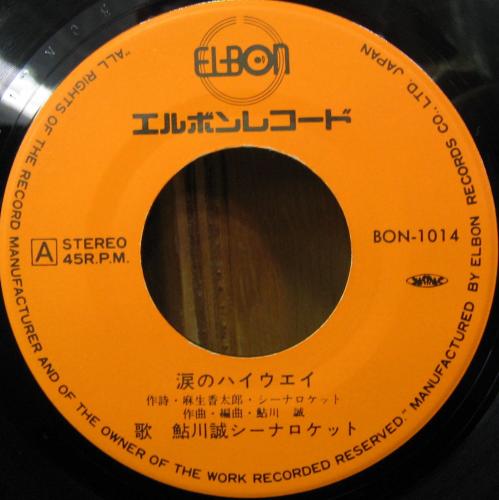 ELBON
エルボンレコード
A STEREO
45R.P.M.
BON-1014
涙のハイウエイ
作詩・麻生香太郎・シーナロケット
作曲・編曲・鮎川 誠
歌 鮎川誠シーナロケット
"ALL RIGHTS OF THE RECORD MANUFACTURER AND OF THE OWNER OF THE WORK RECORDED RESERVED." MANUFACTURED BY ELBON RECORDS CO., LTD. JAPAN